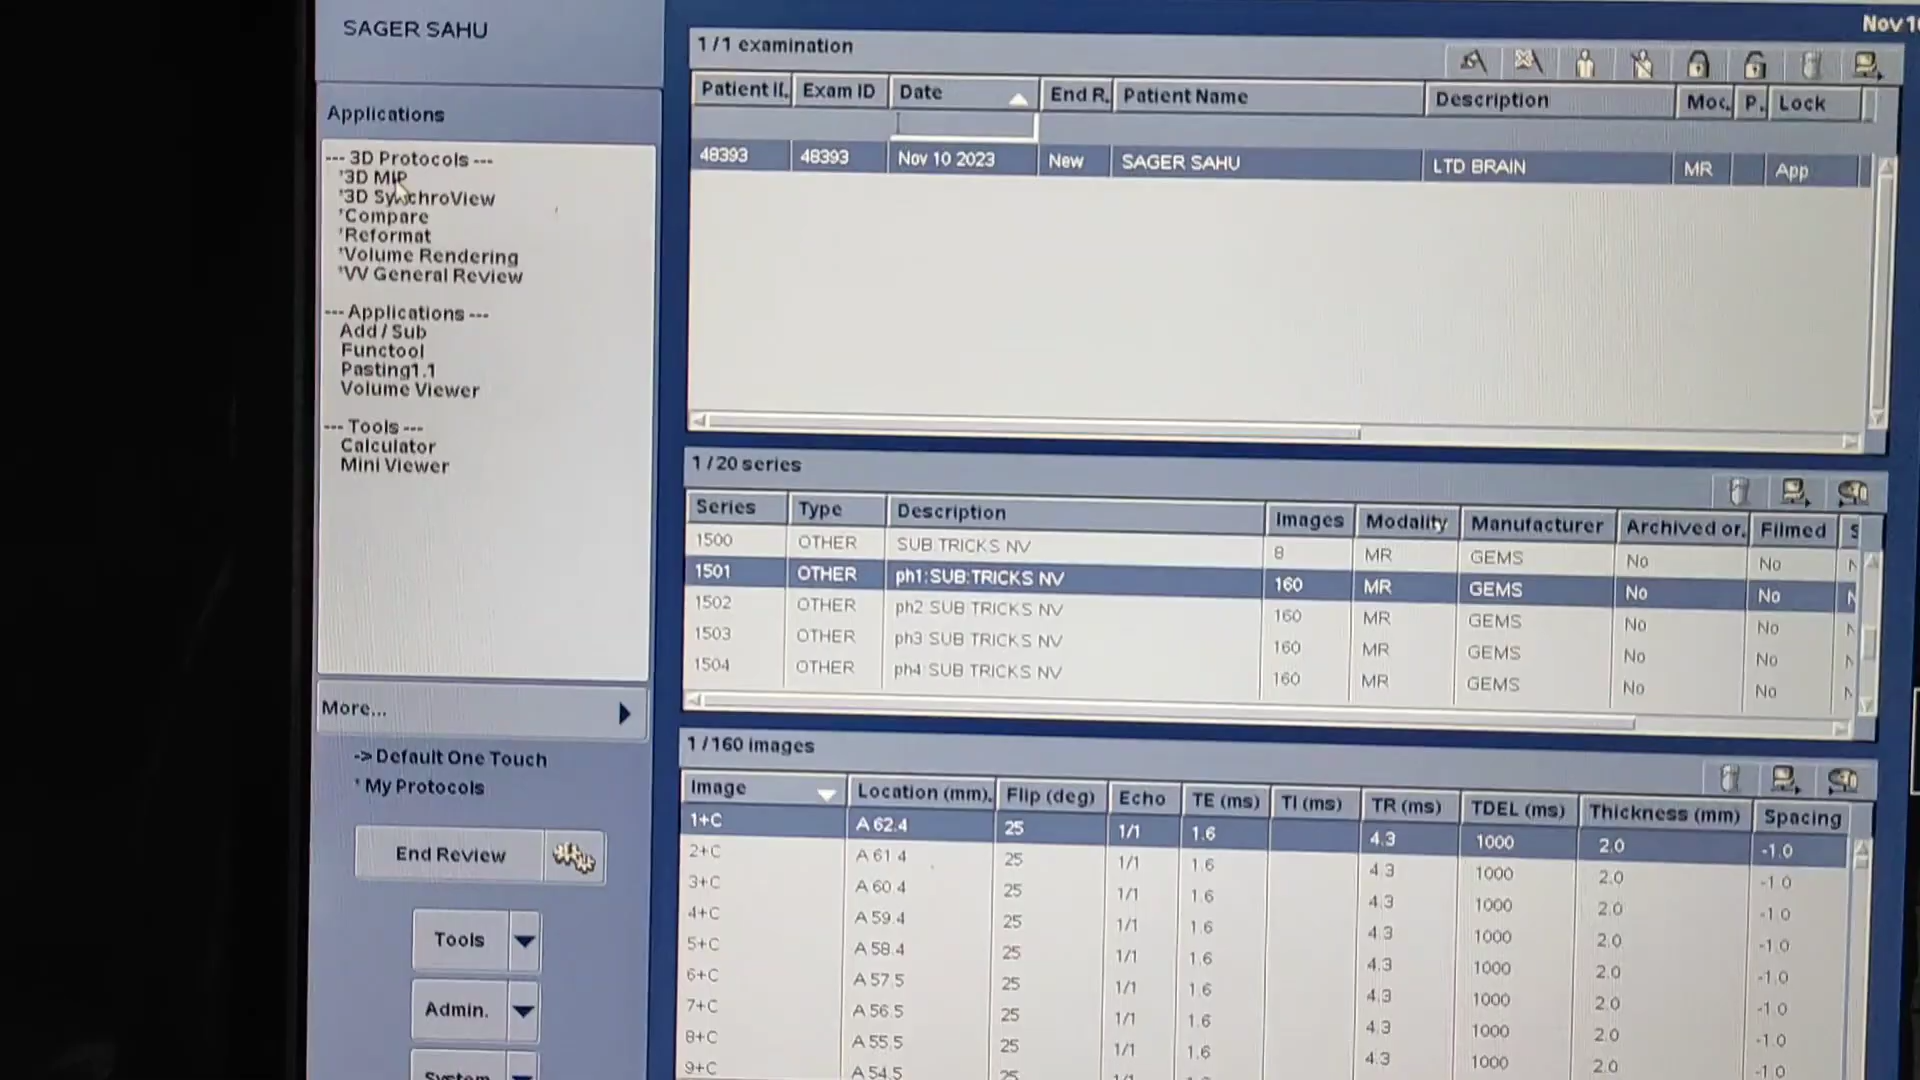 SAGER SAHU
Nov 10
1/1 examination
Applications
Exam ID Date End R. Patient Name Description P. Lock
48393 48393 Nov 10 2023 New SAGER SAHU LTD BRAIN MR App
--- 3D Protocols ---
'3D MIP
'3D SynchroView
'Compare
'Reformat
'Volume Rendering
'VV General Review
--- Applications ---
Add / Sub
Functool
Pasting1.1
Volume Viewer
--- Tools ---
Calculator
Mini Viewer
1/20 series
Series Type Description Images Modality Manufacturer Archived or. Filmed S
1500 OTHER SUB TRICKS NV 8 MR GEMS No No N
1501 OTHER ph1:SUB:TRICKS NV 160 MR GEMS No No N
1502 OTHER ph2 SUB TRICKS NV 160 MR GEMS No No N
1503 OTHER ph3 SUB TRICKS NV 160 MR GEMS No No N
1504 OTHER ph4 SUB TRICKS NV 160 MR GEMS No No N
More...
-> Default One Touch
' My Protocols
End Review
Tools
Admin.
System
1/160 images
Image Location (mm). Flip (deg) Echo TE (ms) TI (ms) TR (ms) TDEL (ms) Thickness (mm) Spacing
1+C A 62.4 25 1/1 1.6 4.3 1000 2.0 -1.0
2+C A 61.4 25 1/1 1.6 4.3 1000 2.0 -1.0
3+C A 60.4 25 1/1 1.6 4.3 1000 2.0 -1.0
4+C A 59.4 25 1/1 1.6 4.3 1000 2.0 -1.0
5+C A 58.4 25 1/1 1.6 4.3 1000 2.0 -1.0
6+C A 57.5 25 1/1 1.6 4.3 1000 2.0 -1.0
7+C A 56.5 25 1/1 1.6 4.3 1000 2.0 -1.0
8+C A 55.5 25 1/1 1.6 4.3 1000 2.0 -1.0
9+C A 54.5 25 1/1 1.6 4.3 1000 2.0 -1.0